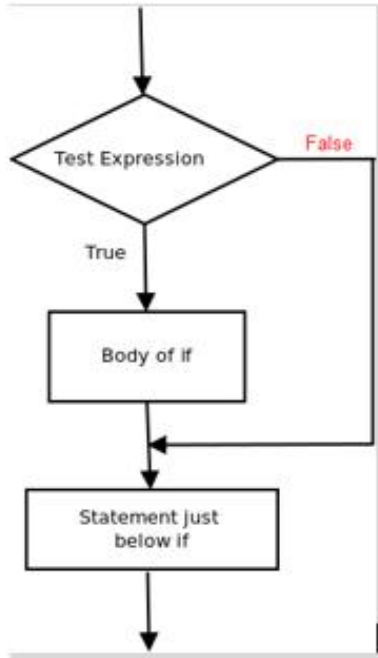 Test Expression
False
True
Body of if
Statement just
below if